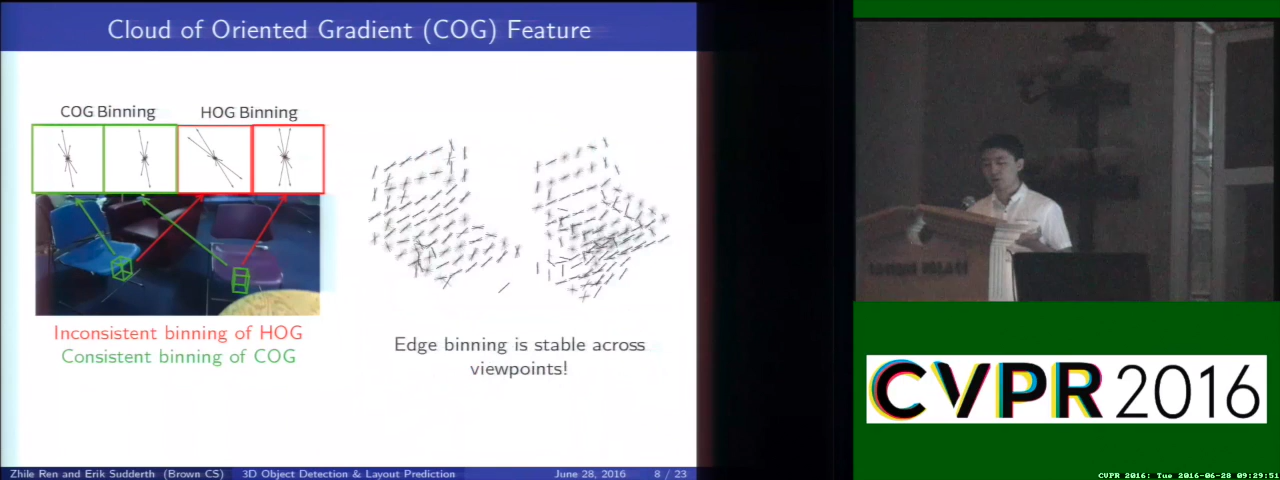 Cloud of Oriented Gradient (COG) Feature
COG Binning
HOG Binning
Inconsistent binning of HOG
Consistent binning of COG
Edge binning is stable across
viewpoints!
Zhile Ren and Erik Sudderth (Brown CS)
3D Object Detection & Layout Prediction
June 28, 2016
8 / 23
CVPR 2016
CVPR 2016: Tue 2016-06-28 09:29:51